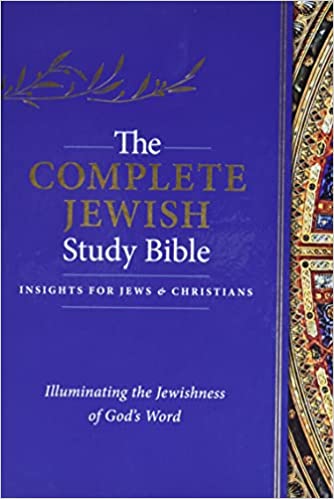 The
COMPLETE
JEWISH
Study Bible
INSIGHTS FOR JEWS & CHRISTIANS
Illuminating the Jewishness
of God's Word